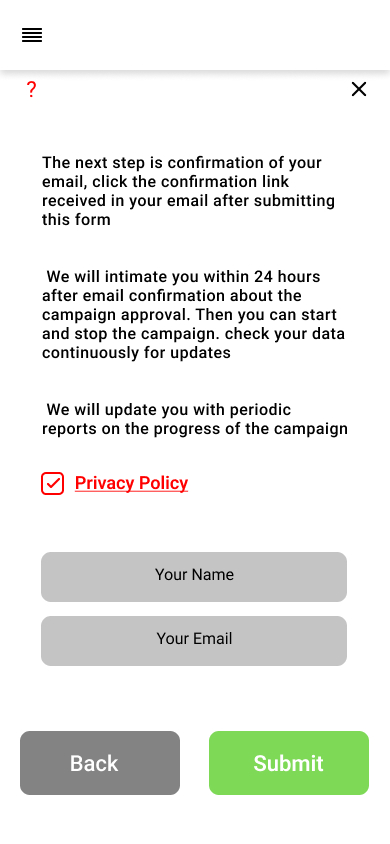 ?
The next step is confirmation of your
email, click the confirmation link
received in your email after submitting
this form
We will intimate you within 24 hours
after email confirmation about the
campaign approval. Then you can start
and stop the campaign. check your data
continuously for updates
We will update you with periodic
reports on the progress of the campaign
Privacy Policy
Your Name
Your Email
Back
Submit